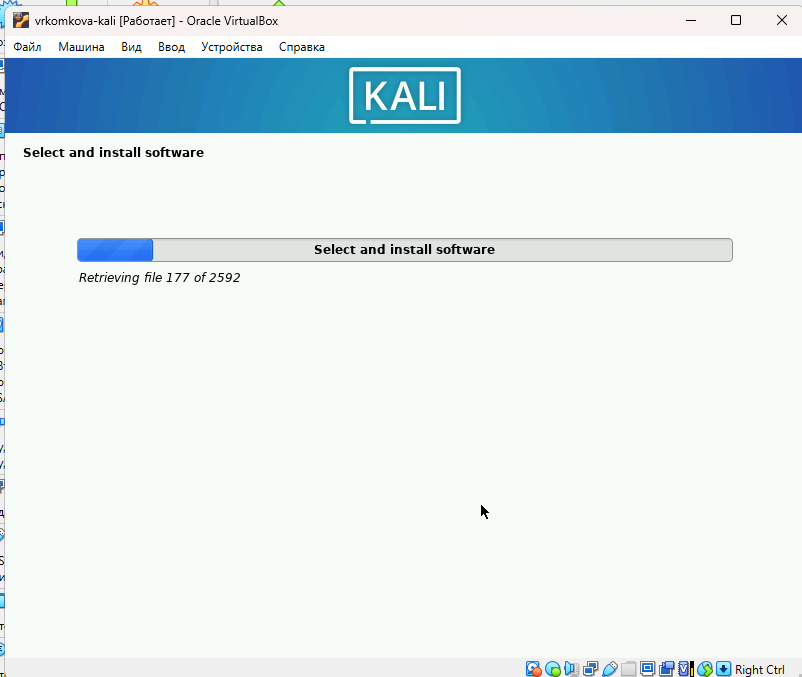 vrkomkova-kali [Работает] - Oracle VirtualBox
Файл Машина Вид Ввод Устройства Справка
KALI
Select and install software
Select and install software
Retrieving file 177 of 2592
Right Ctrl